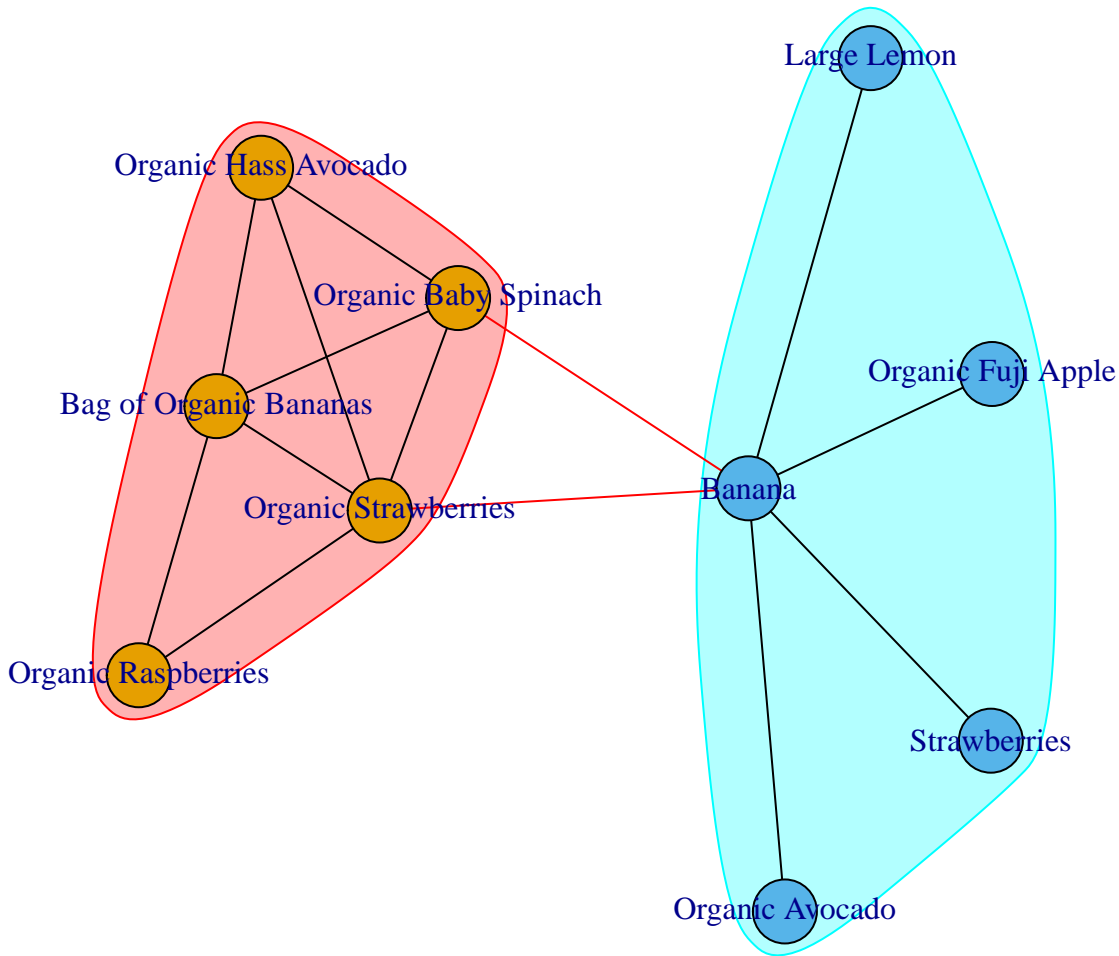 Large Lemon
Organic Hass Avocado
Organic Baby Spinach
Organic Fuji Apple
Bag of Organic Bananas
Banana
Organic Strawberries
Organic Raspberries
Strawberries
Organic Avocado